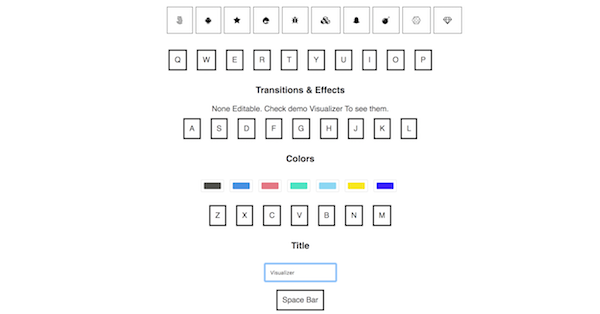 Q W E R T Y U I O P
Transitions & Effects
None Editable. Check demo Visualizer To see them.
A S D F G H J K L
Colors
Z X C V B N M
Title
Visualizer
Space Bar